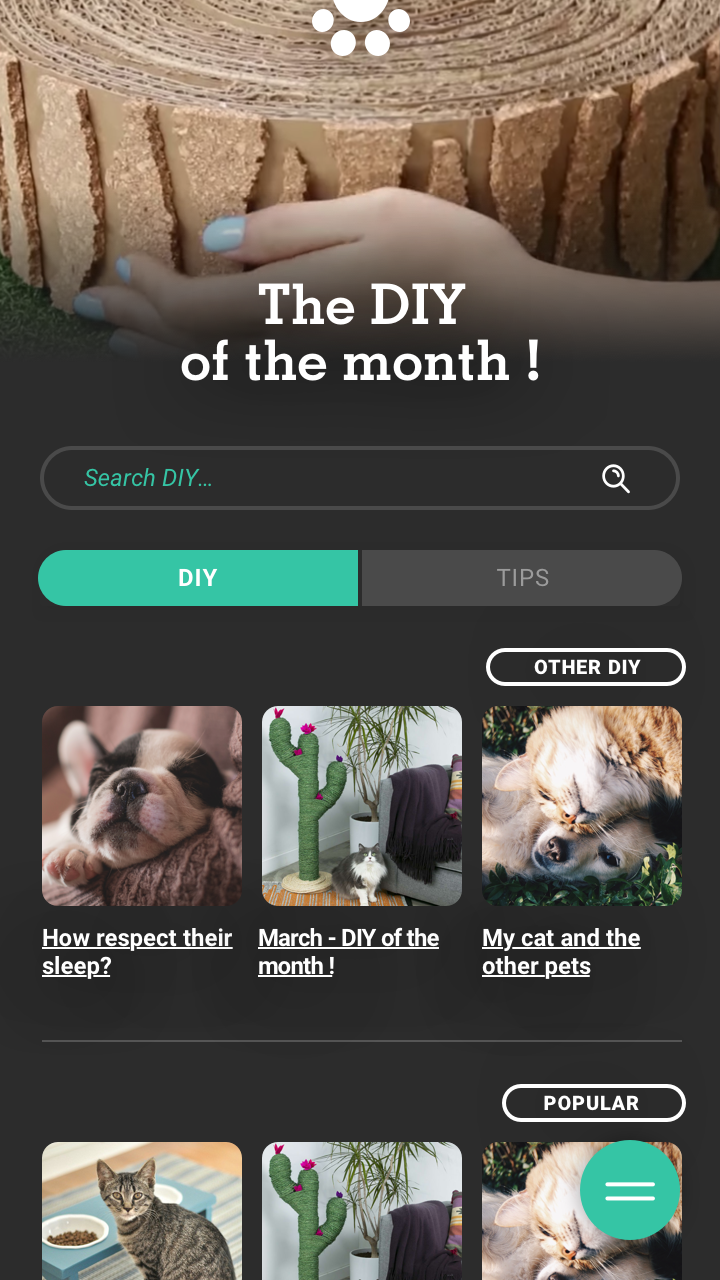 The DIY
of the month !
Search DIY...
DIY
TIPS
OTHER DIY
How respect their
sleep?
March - DIY of the
month !
My cat and the
other pets
POPULAR